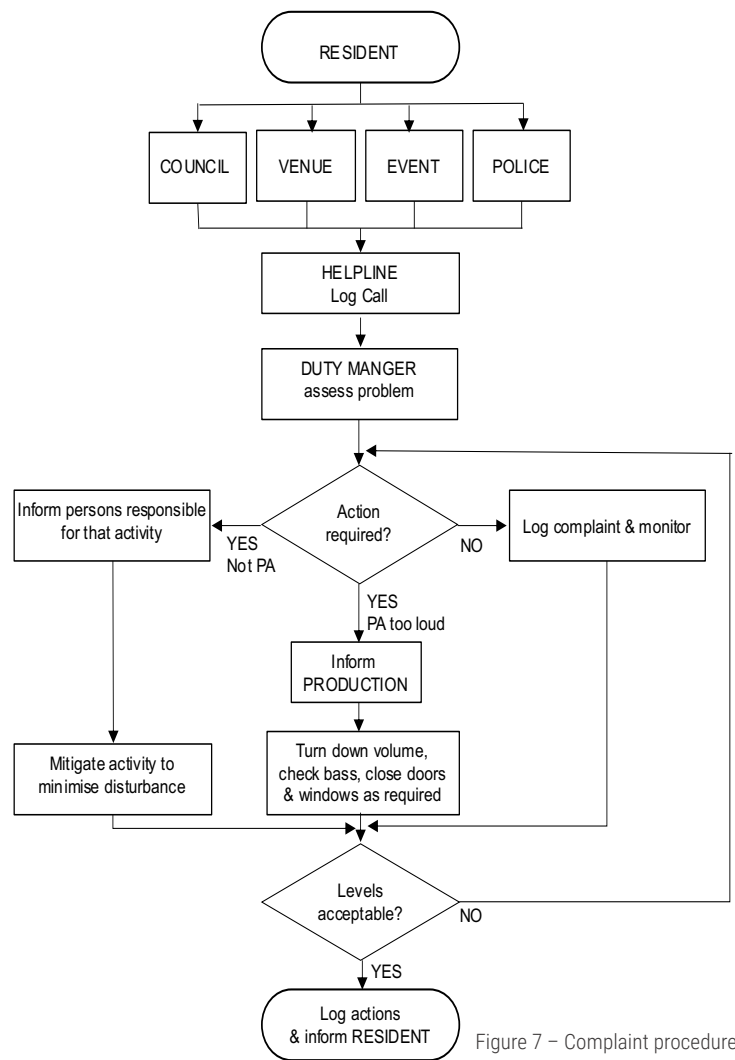 RESIDENT
COUNCIL
VENUE
EVENT
POLICE
HELPLINE
Log Call
DUTY MANGER
assess problem
Action
required?
Inform persons responsible
for that activity
YES
Not PA
NO
Log complaint & monitor
YES
PA too loud
Inform
PRODUCTION
Mitigate activity to
minimise disturbance
Turn down volume,
check bass, close doors
& windows as required
Levels
acceptable?
NO
YES
Log actions
& inform RESIDENT
Figure 7 – Complaint procedure